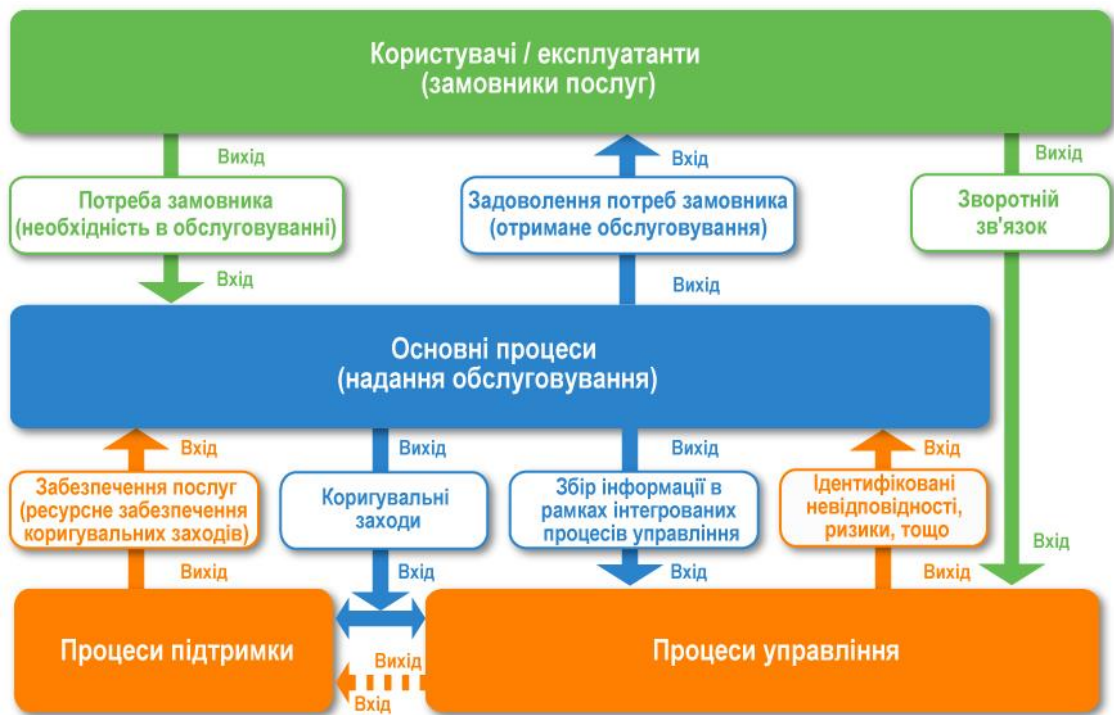 Користувачі / експлуатанти
(замовники послуг)
Вихід
Вхід
Вихід
Потреба замовника
(необхідність в обслуговуванні)
Задоволення потреб замовника
(отримане обслуговування)
Зворотній
зв'язок
Вхід
Вихід
Основні процеси
(надання обслуговування)
Вхід
Вихід
Вихід
Вхід
Забезпечення послуг
(ресурсне забезпечення
коригувальних заходів)
Коригувальні
заходи
Збір інформації в
рамках інтегрованих
процесів управління
Ідентифіковані
невідповідності,
ризики, тощо
Вхід
Вихід
Вхід
Вхід
Вихід
Процеси підтримки
Процеси управління
Вихід
Вхід